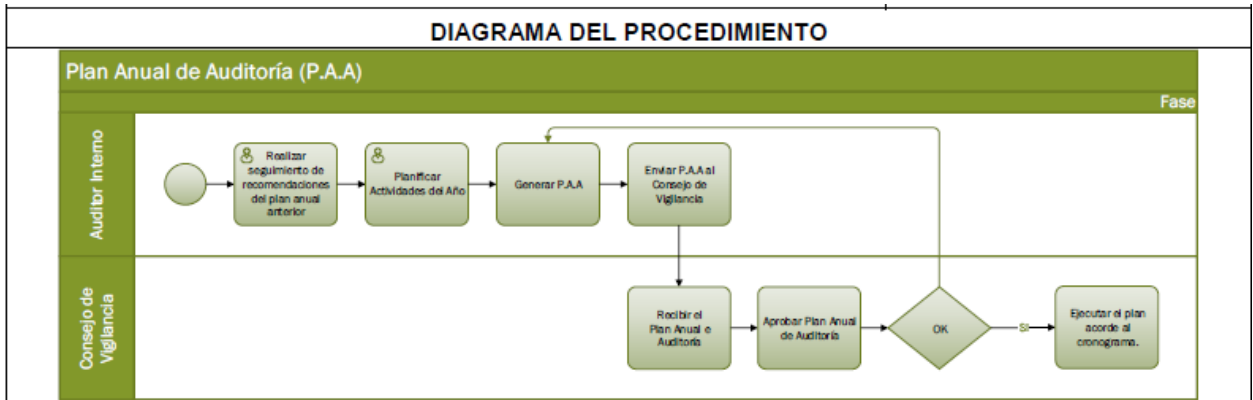 DIAGRAMA DEL PROCEDIMIENTO
Plan Anual de Auditoría (P.A.A)
Fase
Auditor Interno
Realizar
seguimiento de
recomendaciones
del plan anual
anterior
Planificar
Actividades del Año
Generar P.A.A
Enviar P.A.A al
Consejo de
Vigilancia
Consejo de
Vigilancia
Recibir el
Plan Anual e
Auditoría
Aprobar Plan Anual
de Auditoría
OK
SI
Ejecutar el plan
acorde al
cronograma.